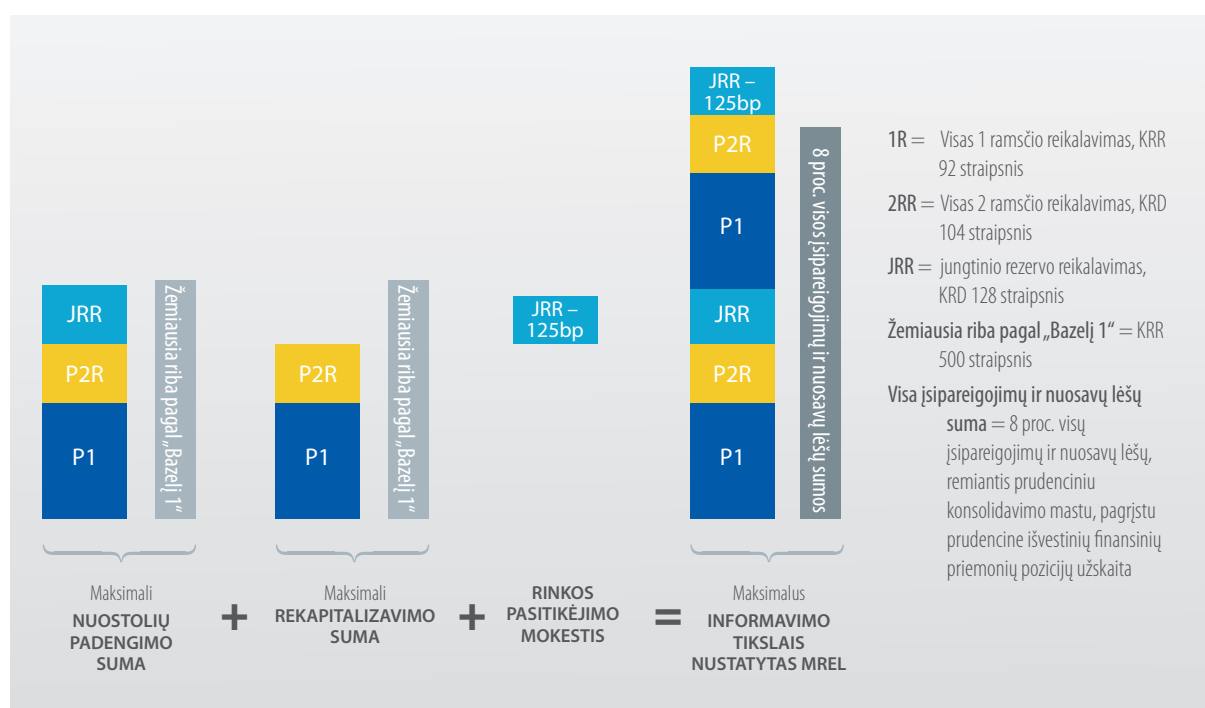 JRR
P2R
P1
Žemiausia riba pagal „Bazelį 1“
Maksimali
NUOSTOLIŲ
PADENGIMO
SUMA
+
P2R
P1
Žemiausia riba pagal „Bazelį 1“
Maksimali
REKAPITALIZAVIMO
SUMA
+
JRR –
125bp
RINKOS
PASITIKĖJIMO
MOKESTIS
=
JRR –
125bp
P2R
P1
JRR
P2R
P1
8 proc. visos įsipareigojimų ir nuosavų lėšų sumos
Maksimalus
INFORMAVIMO
TIKSLAIS
NUSTATYTAS MREL
1R = Visas 1 ramsčio reikalavimas, KRR
92 straipsnis
2RR = Visas 2 ramsčio reikalavimas, KRD
104 straipsnis
JRR = jungtinio rezervo reikalavimas,
KRD 128 straipsnis
Žemiausia riba pagal „Bazelį 1“ = KRR
500 straipsnis
Visa įsipareigojimų ir nuosavų lėšų
suma = 8 proc. visų
įsipareigojimų ir nuosavų lėšų,
remiantis prudenciniu
konsolidavimo mastu, pagrįstu
prudencine išvestinių finansinių
priemonių pozicijų užskaita